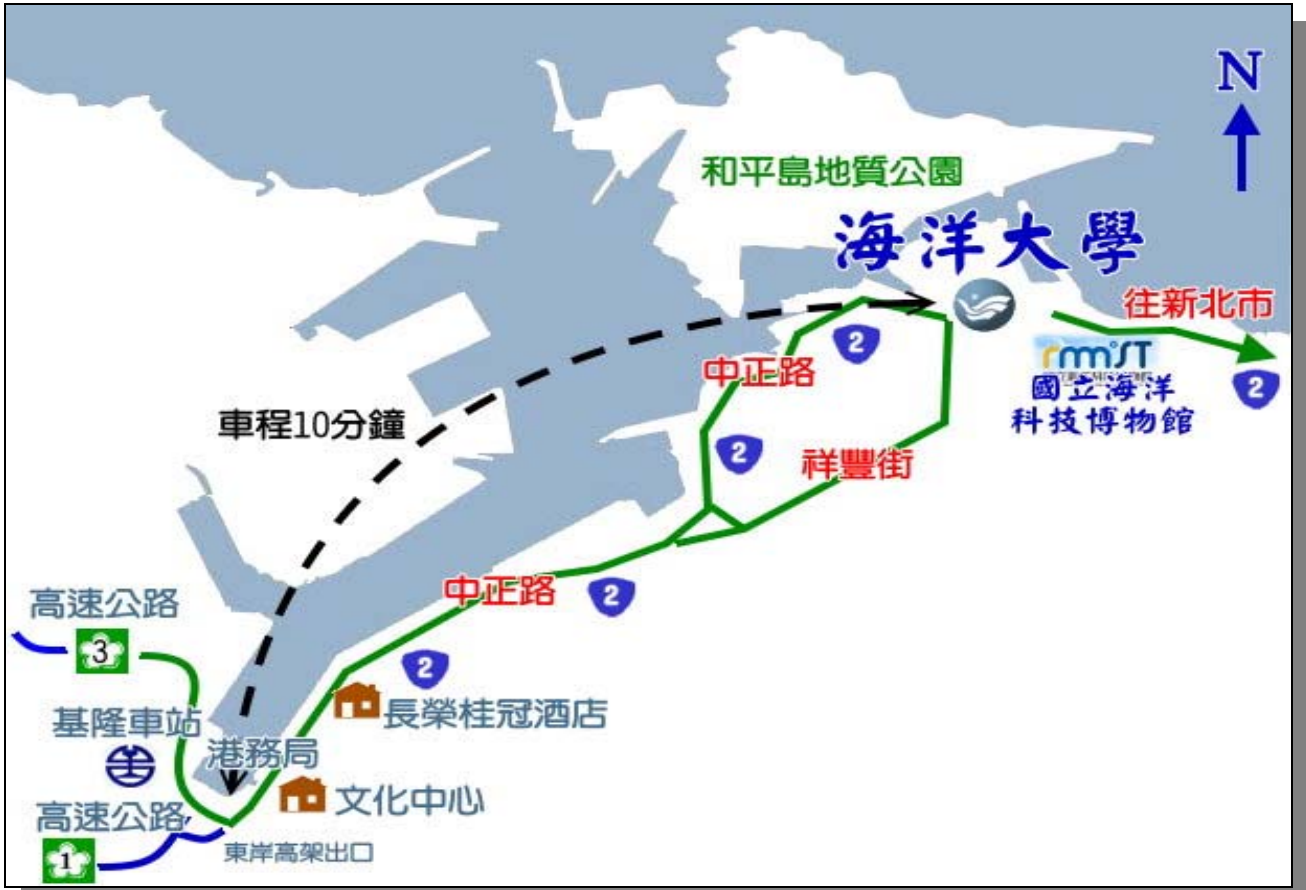 N
和平島地質公園
海洋大學
往新北市
2
中正路
2
國立海洋
科技博物館
車程10分鐘
2
祥豐街
中正路
2
高速公路
3
2
基隆車站
長榮桂冠酒店
港務局
文化中心
高速公路
1
東岸高架出口